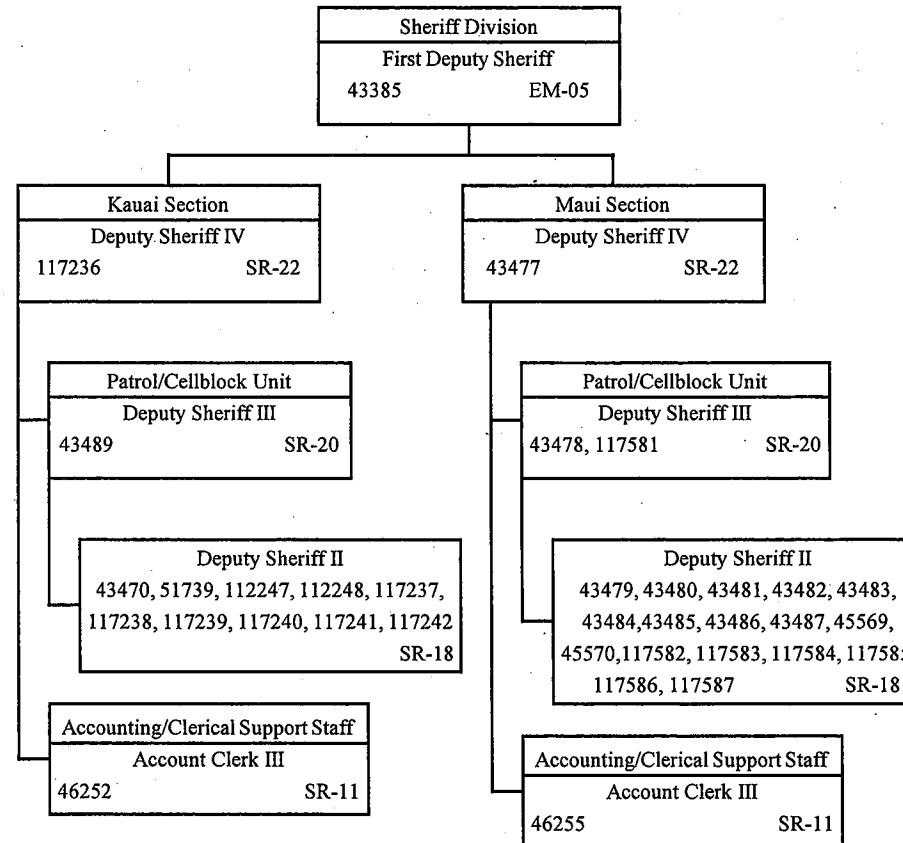 Sheriff Division
First Deputy Sheriff
43385 EM-05
Kauai Section
Deputy Sheriff IV
117236 SR-22
Maui Section
Deputy Sheriff IV
43477 SR-22
Patrol/Cellblock Unit
Deputy Sheriff III
43489 SR-20
Patrol/Cellblock Unit
Deputy Sheriff III
43478, 117581 SR-20
Deputy Sheriff II
43470, 51739, 112247, 112248, 117237,
117238, 117239, 117240, 117241, 117242
SR-18
Deputy Sheriff II
43479, 43480, 43481, 43482, 43483,
43484,43485, 43486, 43487, 45569,
45570,117582, 117583, 117584, 117585
117586, 117587 SR-18
Accounting/Clerical Support Staff
Account Clerk III
46252 SR-11
Accounting/Clerical Support Staff
Account Clerk III
46255 SR-11